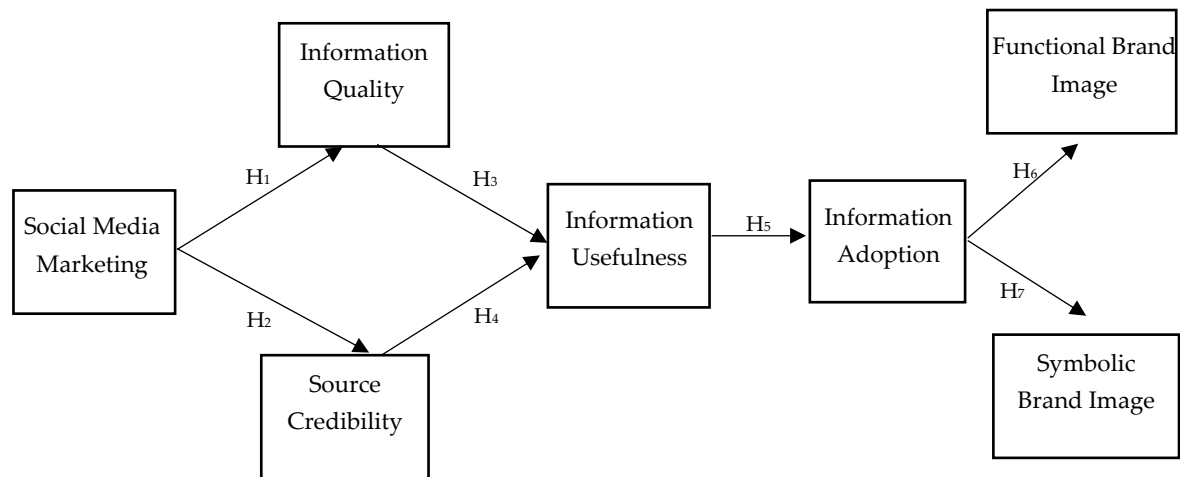 Information
Quality
Functional Brand
Image
H₁
H₃
H₆
Social Media
Marketing
Information
Usefulness
H₅
Information
Adoption
H₂
H₄
H₇
Source
Credibility
Symbolic
Brand Image